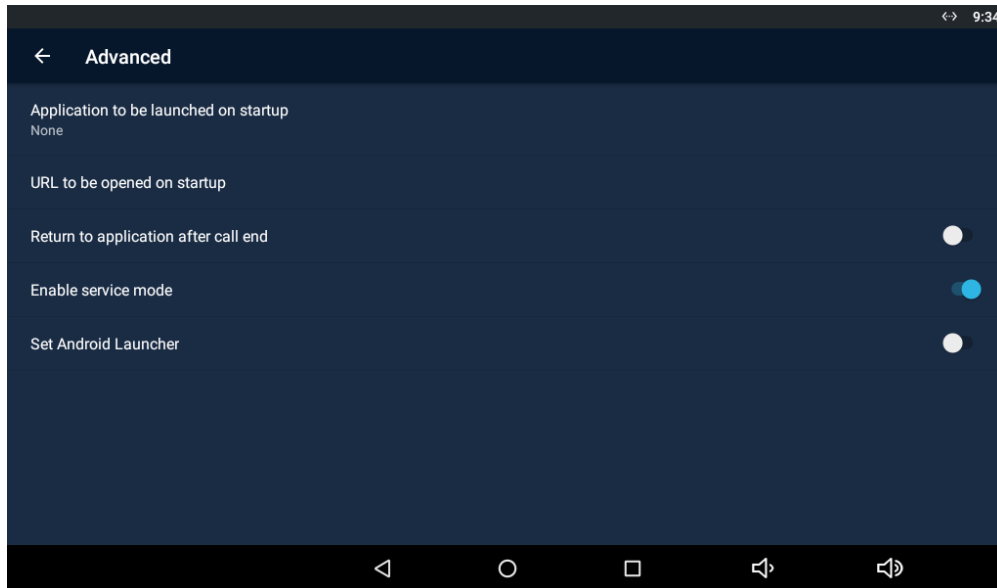 9:34
Advanced
Application to be launched on startup
None
URL to be opened on startup
Return to application after call end
Enable service mode
Set Android Launcher